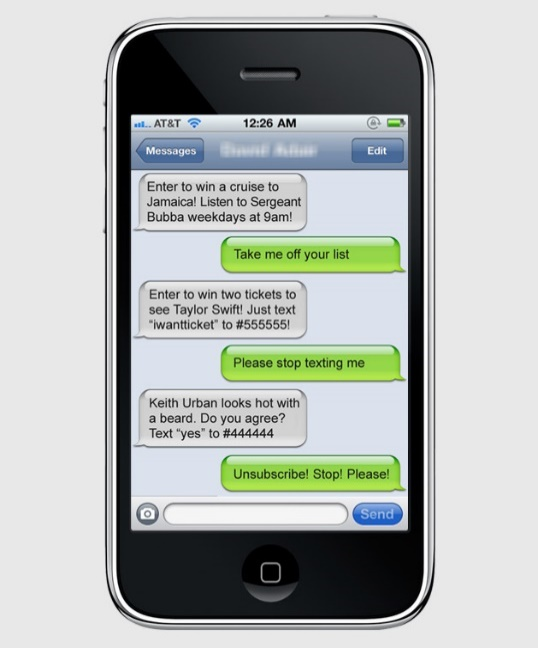 AT&T 12:26 AM
Messages Edit
Enter to win a cruise to
Jamaica! Listen to Sergeant
Bubba weekdays at 9am!
Take me off your list
Enter to win two tickets to
see Taylor Swift! Just text
“iwantticket” to #555555!
Please stop texting me
Keith Urban looks hot with
a beard. Do you agree?
Text “yes” to #444444
Unsubscribe! Stop! Please!
Send